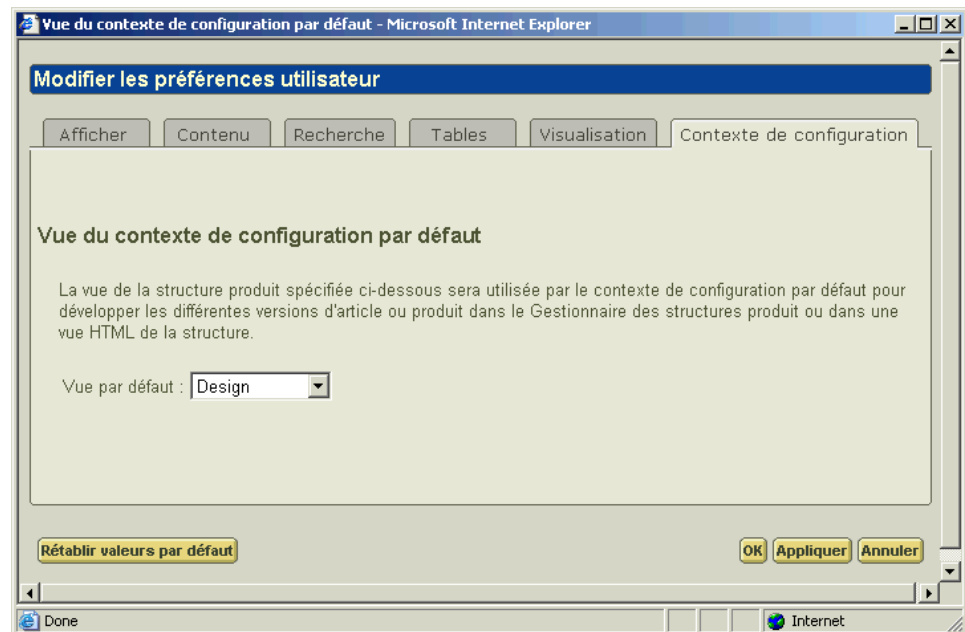 Vue du contexte de configuration par défaut - Microsoft Internet Explorer
Modifier les préférences utilisateur
Afficher
Contenu
Recherche
Tables
Visualisation
Contexte de configuration
Vue du contexte de configuration par défaut
La vue de la structure produit spécifiée ci-dessous sera utilisée par le contexte de configuration par défaut pour
développer les différentes versions d'article ou produit dans le Gestionnaire des structures produit ou dans une
vue HTML de la structure.
Vue par défaut : Design
Rétablir valeurs par défaut
OK
Appliquer
Annuler
Done
Internet